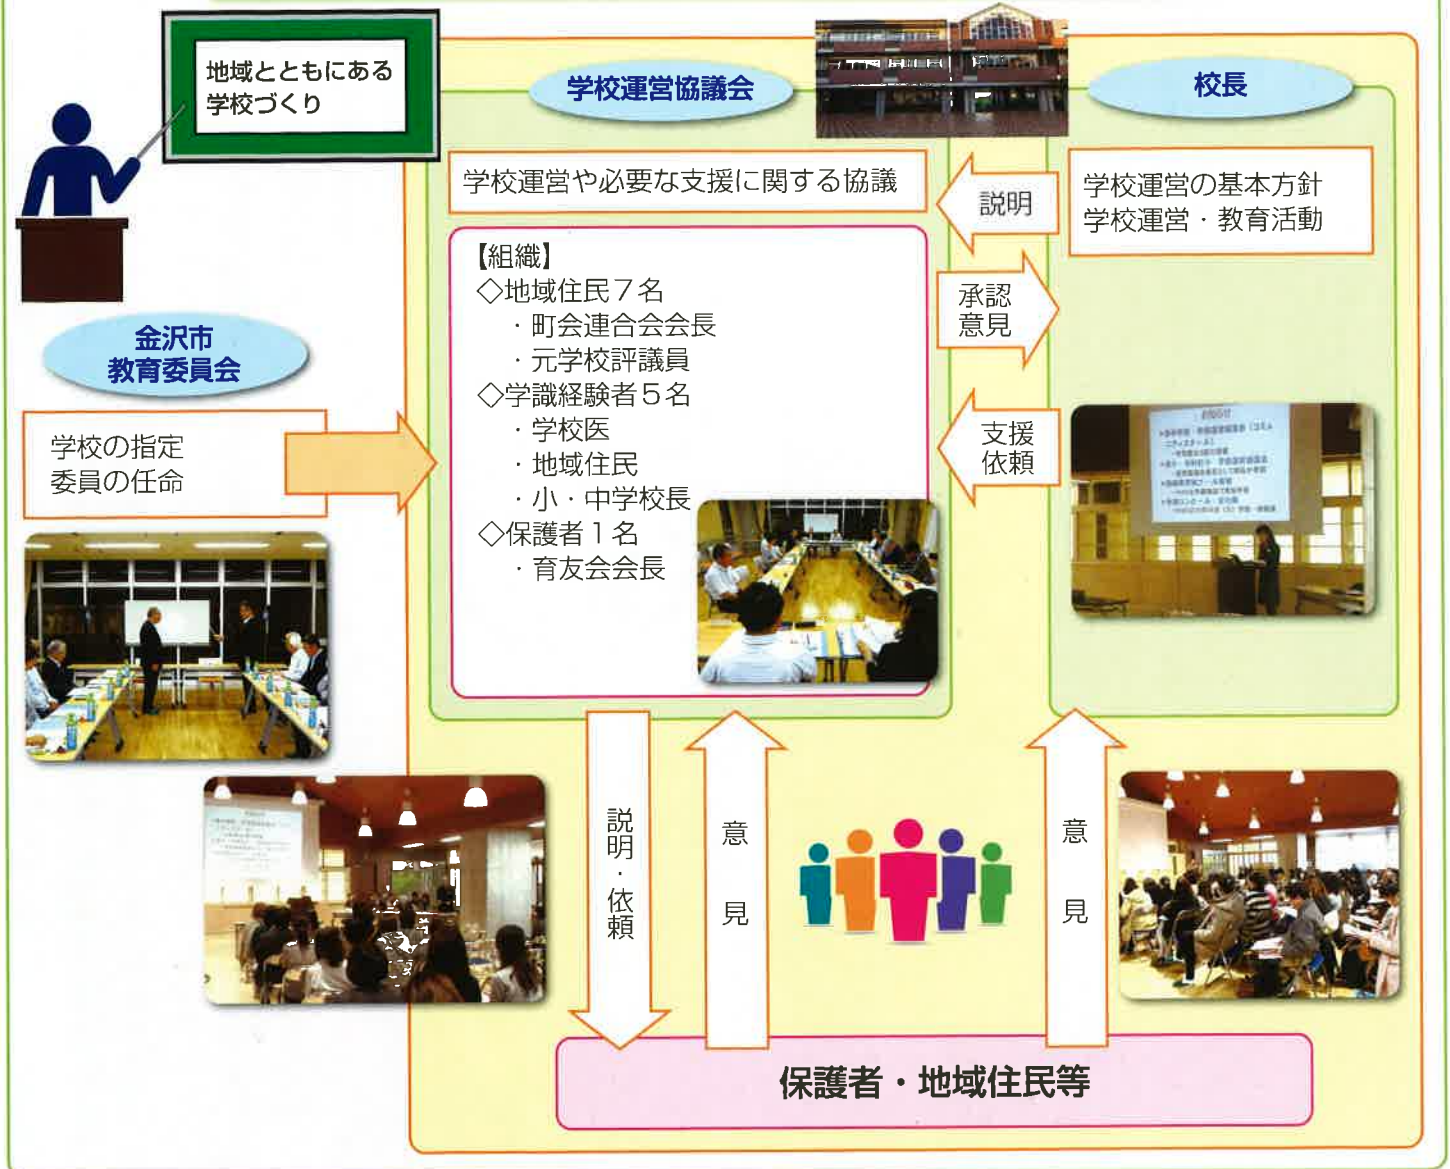 地域とともにある
学校づくり
学校運営協議会
校長
学校運営や必要な支援に関する協議
説明
学校運営の基本方針
学校運営・教育活動
【組織】
◇地域住民７名
・町会連合会会長
・元学校評議員
◇学識経験者５名
・学校医
・地域住民
・小・中学校長
◇保護者１名
・育友会会長
承認
意見
支援
依頼
金沢市
教育委員会
学校の指定
委員の任命
お知らせ
説明・依頼
意見
意見
保護者・地域住民等